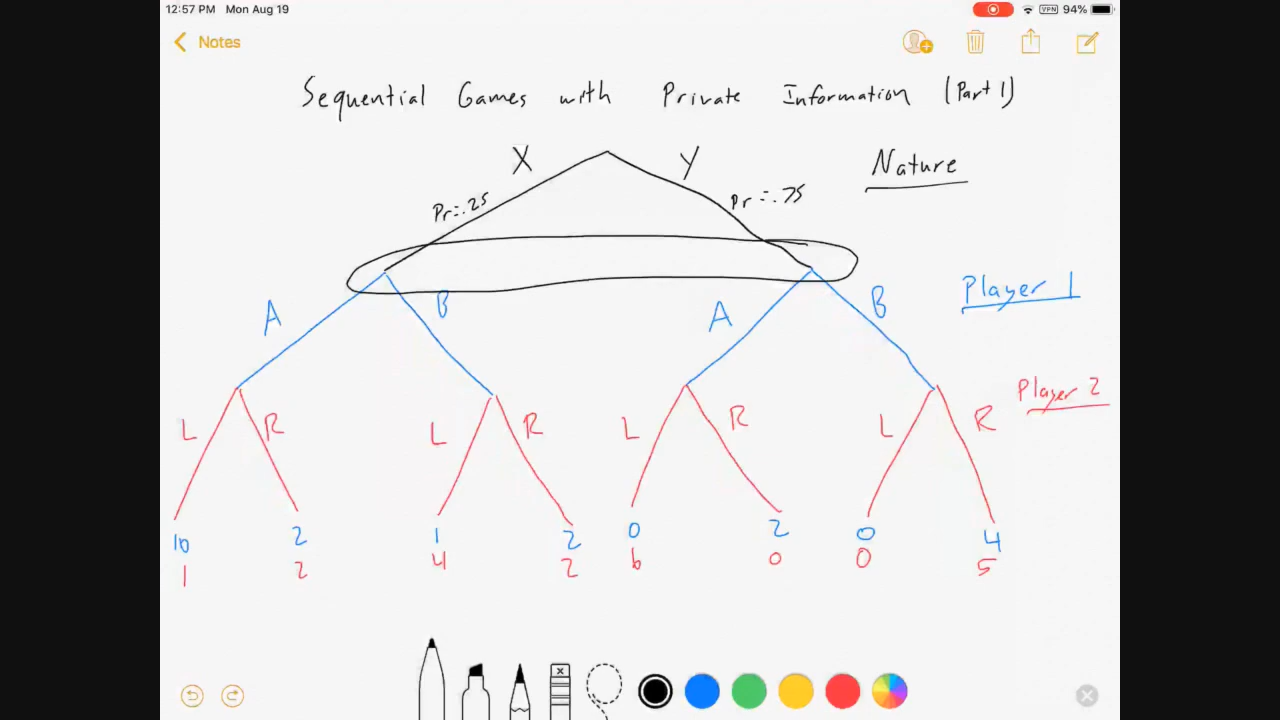 12:57 PM Mon Aug 19 VPN 94%
Notes
Sequential Games with Private Information (Part 1)
X Y Nature
Pr=.25 Pr=.75
A B A B Player 1
L R L R L R L R Player 2
10 2 1 2 0 2 0 4
1 2 4 2 6 0 0 5